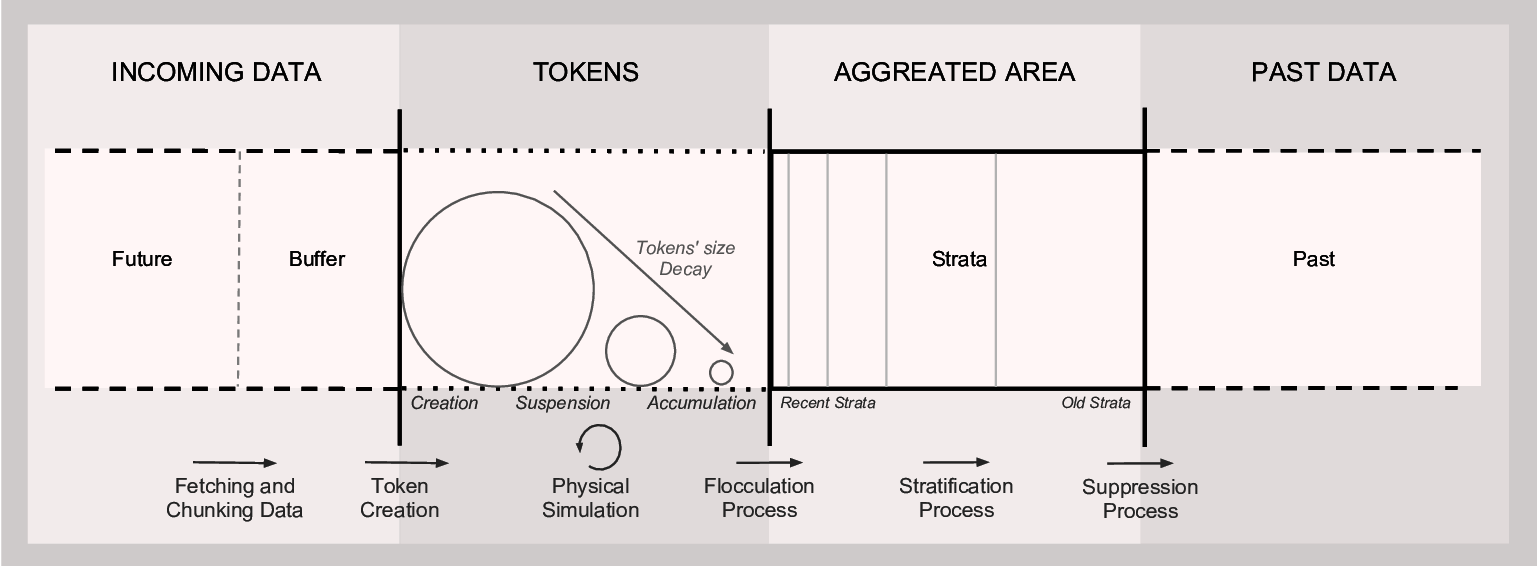 INCOMING DATA
TOKENS
AGGREATED AREA
PAST DATA
Future
Buffer
Tokens' size
Decay
Strata
Past
Creation
Suspension
Accumulation
Recent Strata
Old Strata
Fetching and
Chunking Data
Token
Creation
Physical
Simulation
Flocculation
Process
Stratification
Process
Suppression
Process